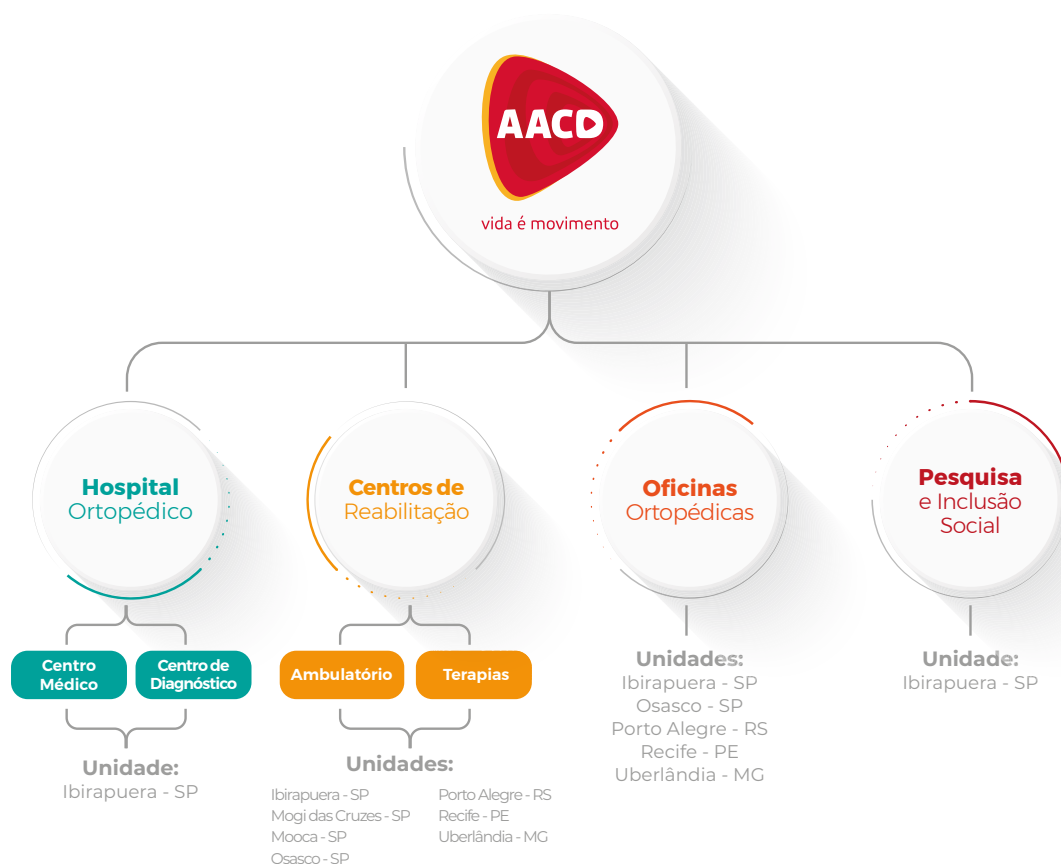 AACD
vida é movimento
Hospital
Ortopédico
Centro
Médico
Centro de
Diagnóstico
Unidade:
Ibirapuera - SP
Centros de
Reabilitação
Ambulatório
Terapias
Unidades:
Ibirapuera - SP
Mogi das Cruzes - SP
Mooca - SP
Osasco - SP
Porto Alegre - RS
Recife - PE
Uberlândia - MG
Oficinas
Ortopédicas
Unidades:
Ibirapuera - SP
Osasco - SP
Porto Alegre - RS
Recife - PE
Uberlândia - MG
Pesquisa
e Inclusão
Social
Unidade:
Ibirapuera - SP